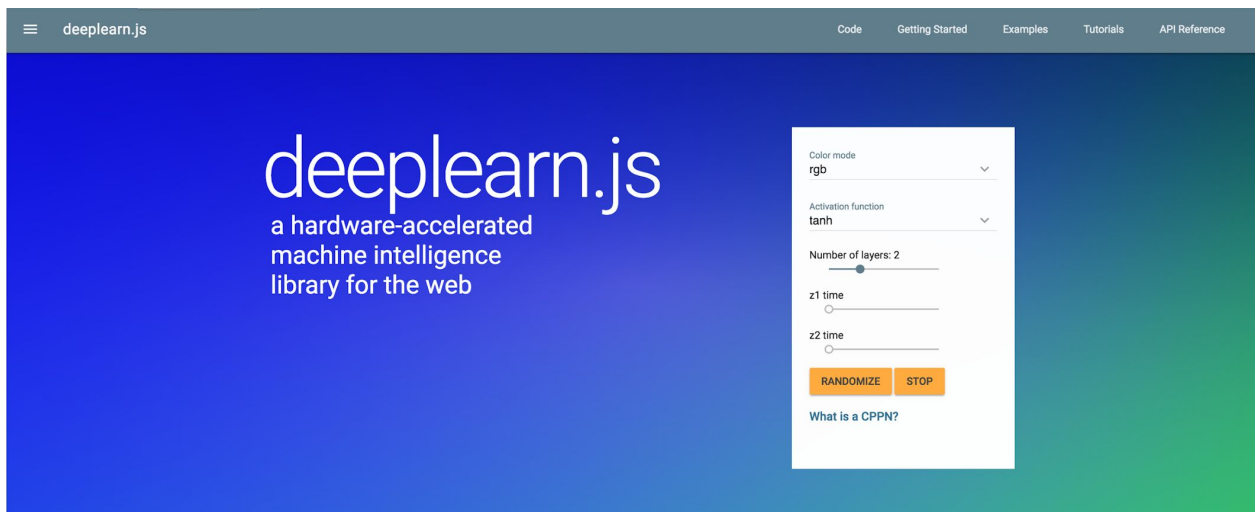 deeplearn.js
Code
Getting Started
Examples
Tutorials
API Reference
deeplearn.js
a hardware-accelerated
machine intelligence
library for the web
Color mode
rgb
Activation function
tanh
Number of layers: 2
z1 time
z2 time
RANDOMIZE
STOP
What is a CPPN?